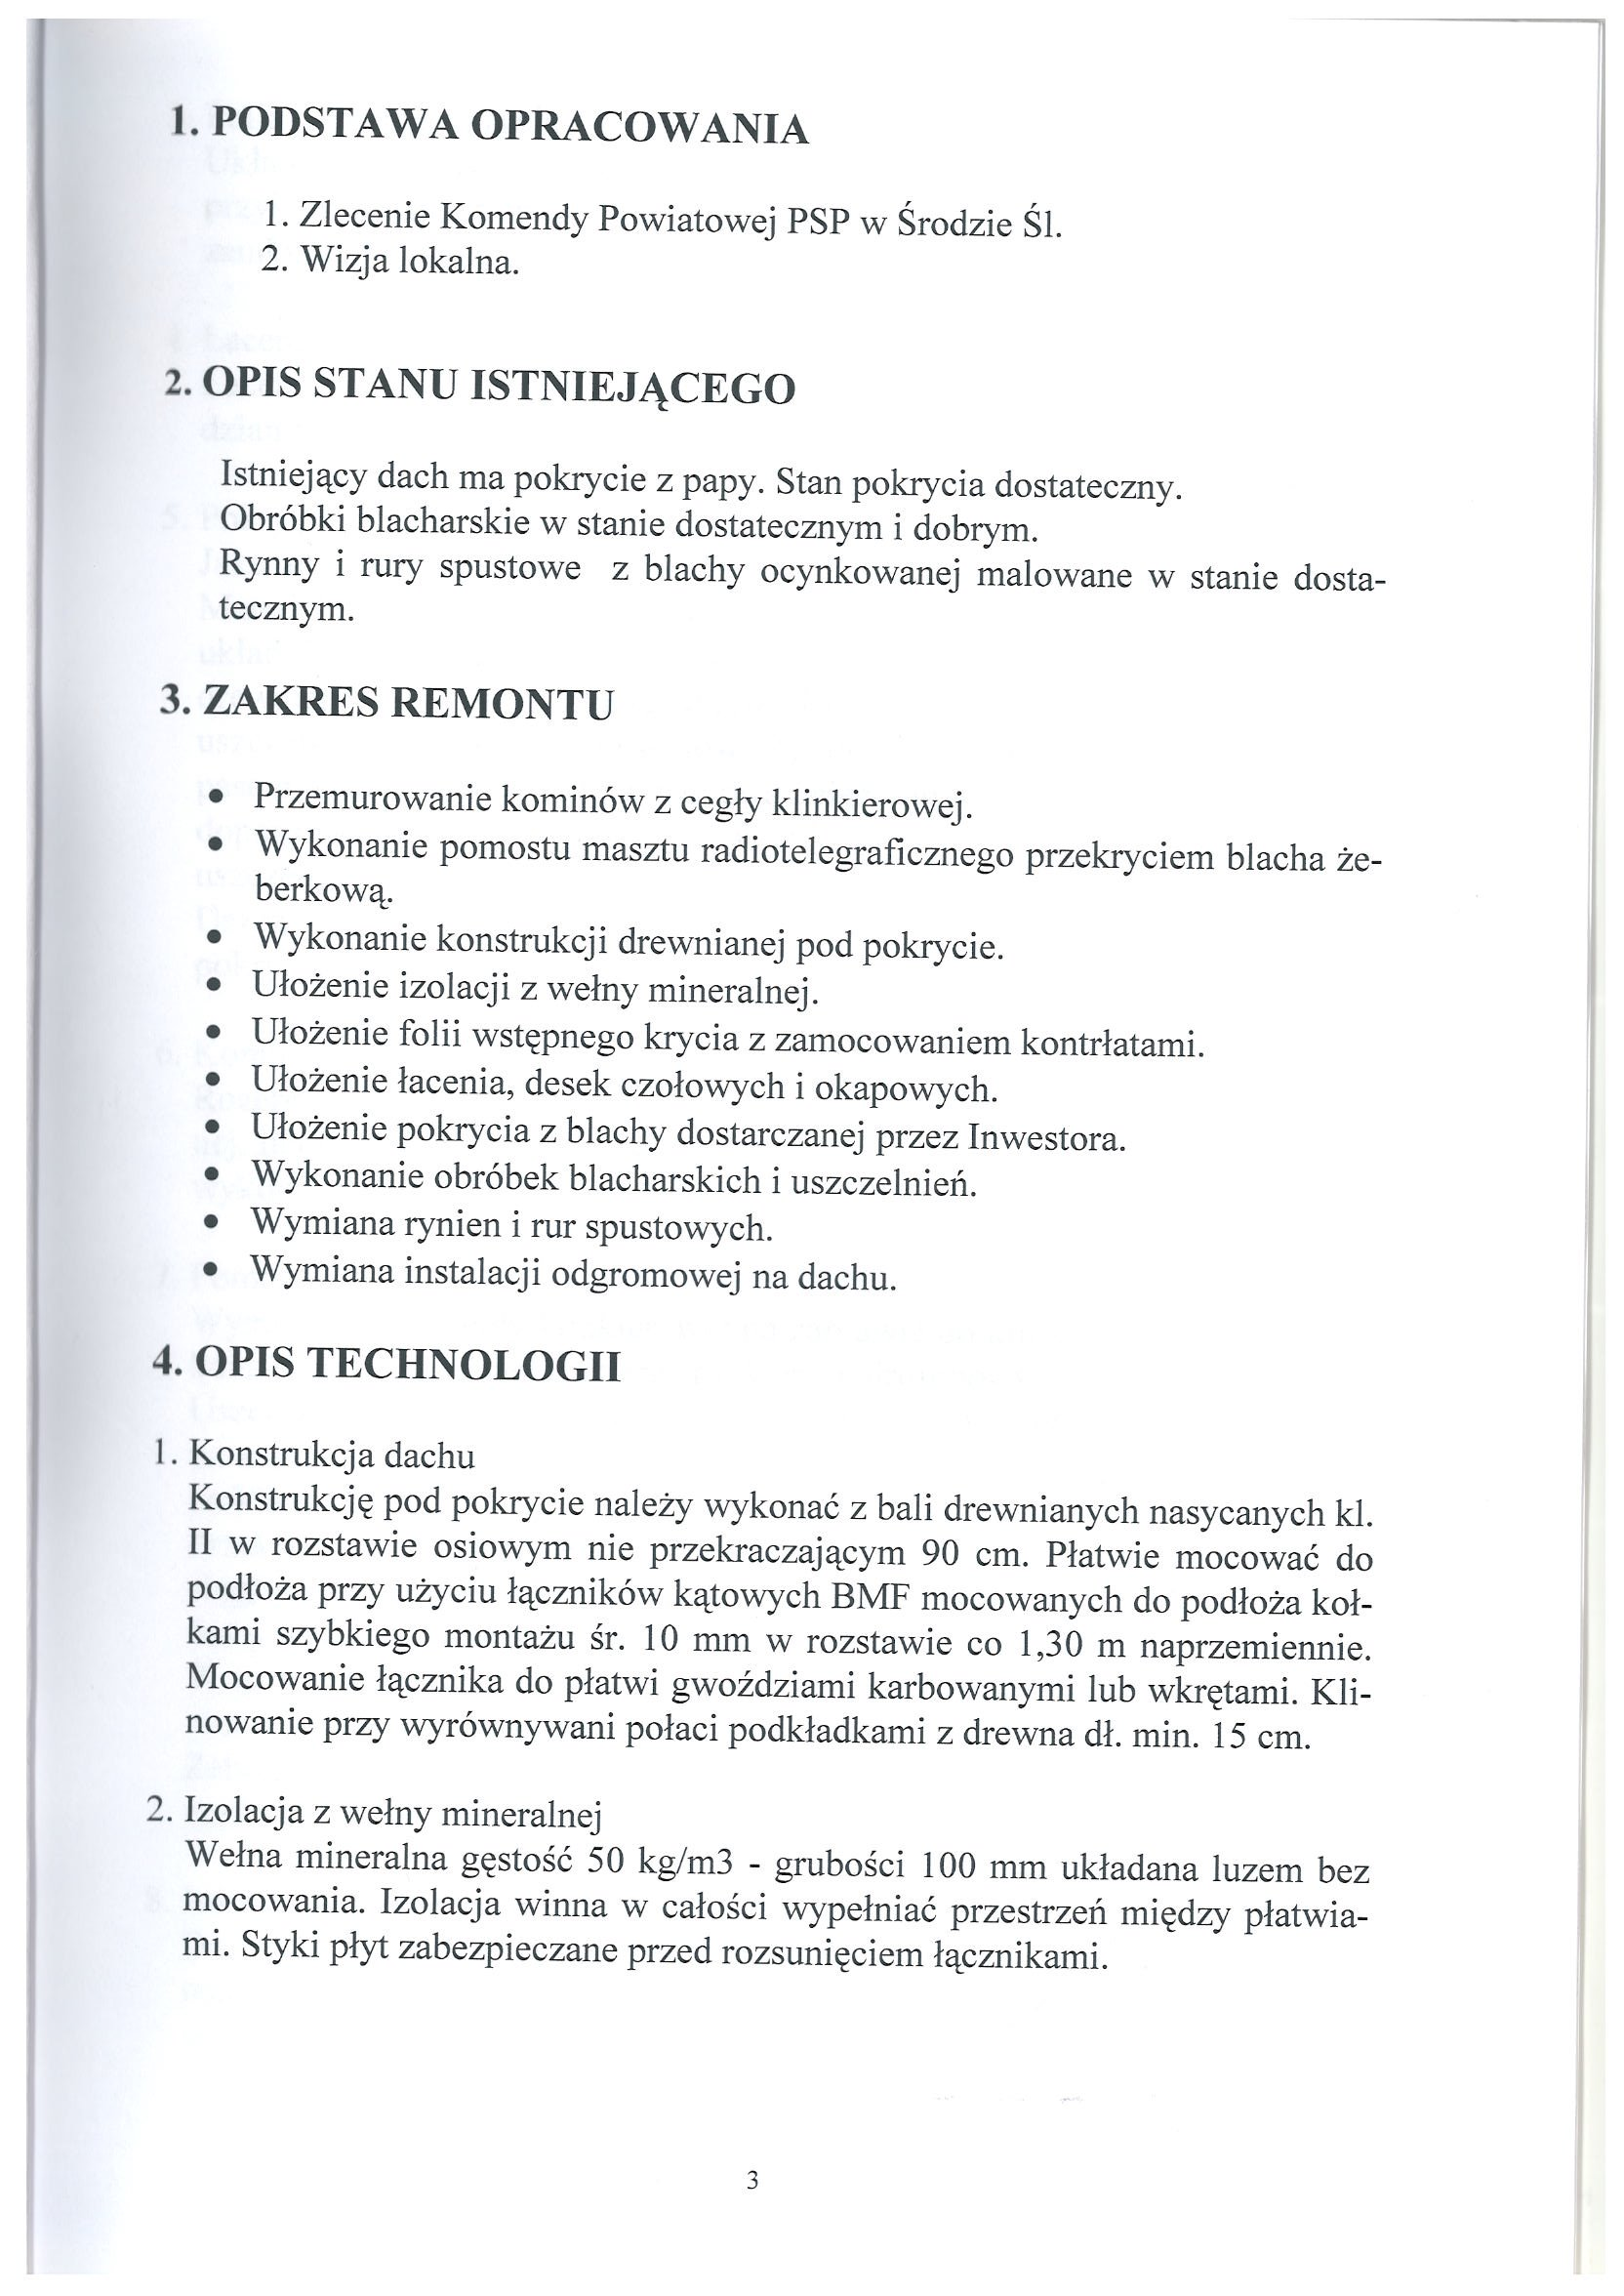 1. PODSTAWA OPRACOWANIA
1. Zlecenie Komendy Powiatowej PSP w Środzie Śl.
2. Wizja lokalna.
2. OPIS STANU ISTNIEJĄCEGO
Istniejący dach ma pokrycie z papy. Stan pokrycia dostateczny.
Obróbki blacharskie w stanie dostatecznym i dobrym.
Rynny i rury spustowe z blachy ocynkowanej malowane w stanie dosta-
tecznym.
3. ZAKRES REMONTU
• Przemurowanie kominów z cegły klinkierowej.
• Wykonanie pomostu masztu radiotelegraficznego przekryciem blacha że-
berkową.
• Wykonanie konstrukcji drewnianej pod pokrycie.
• Ułożenie izolacji z wełny mineralnej.
• Ułożenie folii wstępnego krycia z zamocowaniem kontrłatami.
• Ułożenie łacenia, desek czołowych i okapowych.
• Ułożenie pokrycia z blachy dostarczanej przez Inwestora.
• Wykonanie obróbek blacharskich i uszczelnień.
• Wymiana rynien i rur spustowych.
• Wymiana instalacji odgromowej na dachu.
4. OPIS TECHNOLOGII
1. Konstrukcja dachu
Konstrukcję pod pokrycie należy wykonać z bali drewnianych nasycanych kl.
II w rozstawie osiowym nie przekraczającym 90 cm. Płatwie mocować do
podłoża przy użyciu łączników kątowych BMF mocowanych do podłoża koł-
kami szybkiego montażu śr. 10 mm w rozstawie co 1,30 m naprzemiennie.
Mocowanie łącznika do płatwi gwoździami karbowanymi lub wkrętami. Kli-
nowanie przy wyrównywani połaci podkładkami z drewna dł. min. 15 cm.
2. Izolacja z wełny mineralnej
Wełna mineralna gęstość 50 kg/m3 - grubości 100 mm układana luzem bez
mocowania. Izolacja winna w całości wypełniać przestrzeń między płatwia-
mi. Styki płyt zabezpieczane przed rozsunięciem łącznikami.
3